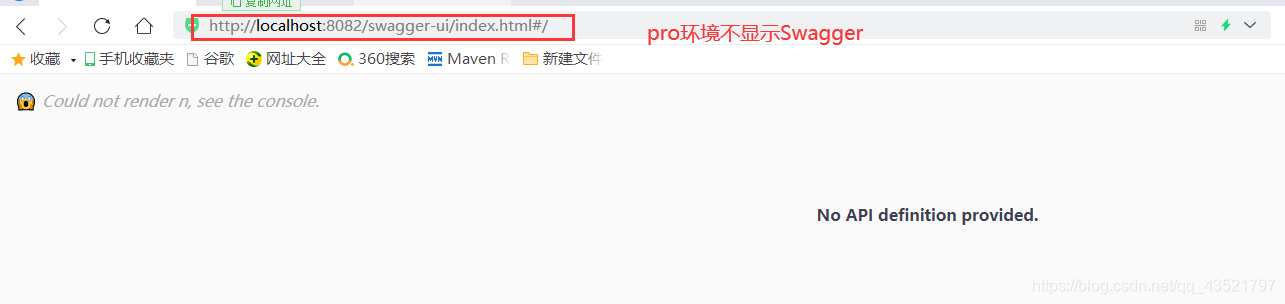 复制网址
http://localhost:8082/swagger-ui/index.html#/
pro环境不显示Swagger
收藏 手机收藏夹 谷歌 网址大全 360搜索 Maven 新建文件
Could not render n, see the console.
No API definition provided.
https://blog.csdn.net/qq_43521797